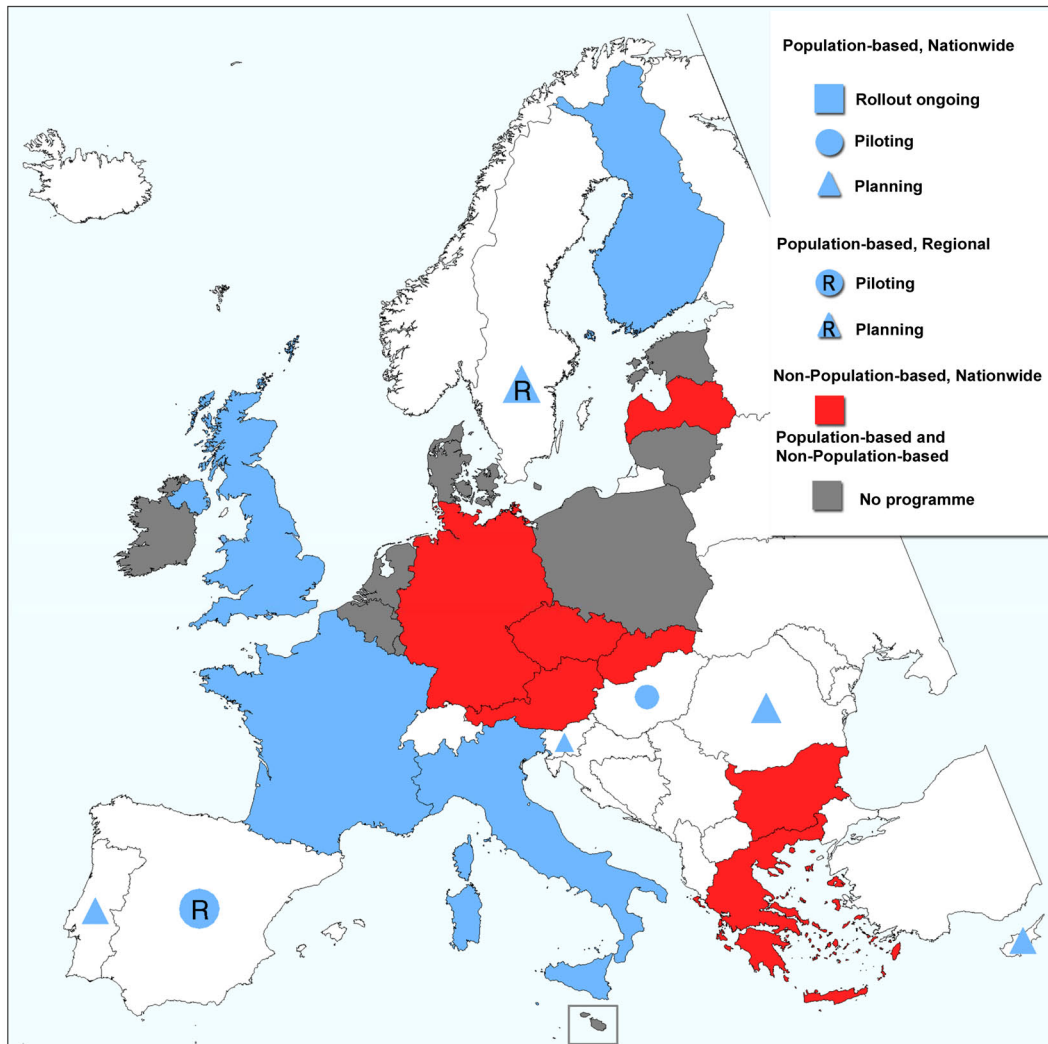 Population-based, Nationwide
Rollout ongoing
Piloting
Planning
Population-based, Regional
R Piloting
R Planning
Non-Population-based, Nationwide
Population-based and
Non-Population-based
No programme
R
R